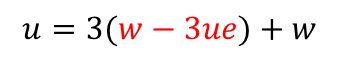 u = 3(w − 3ue) + w